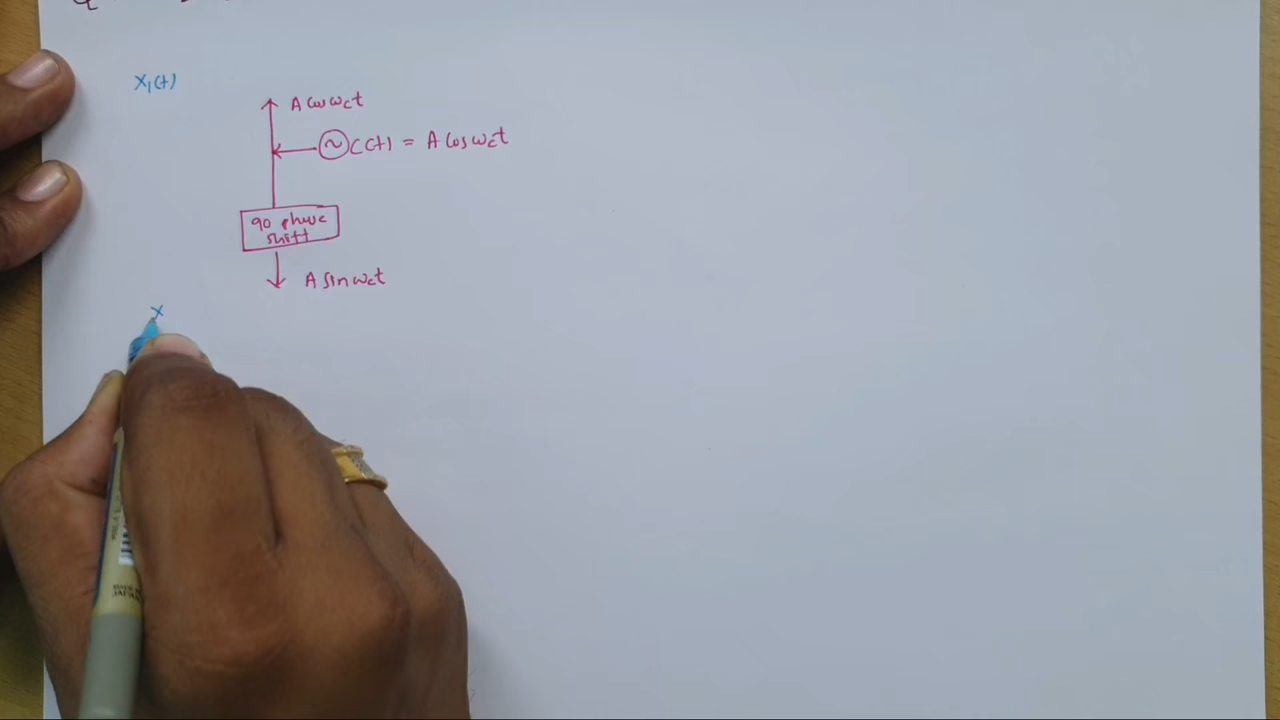 x₁(t)
A cos ωct
~ c(t) = A cos ωct
90 phase
shift
A sin ωct
x